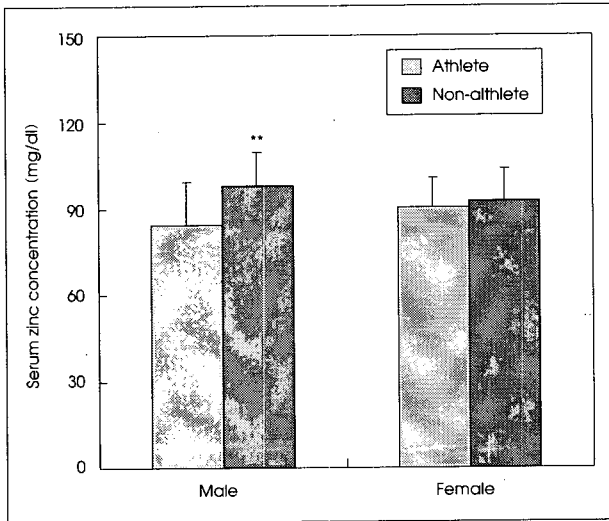 150
120
90
60
30
0
Serum zinc concentration (mg/dl)
Athlete
Non-althlete
**
Male
Female